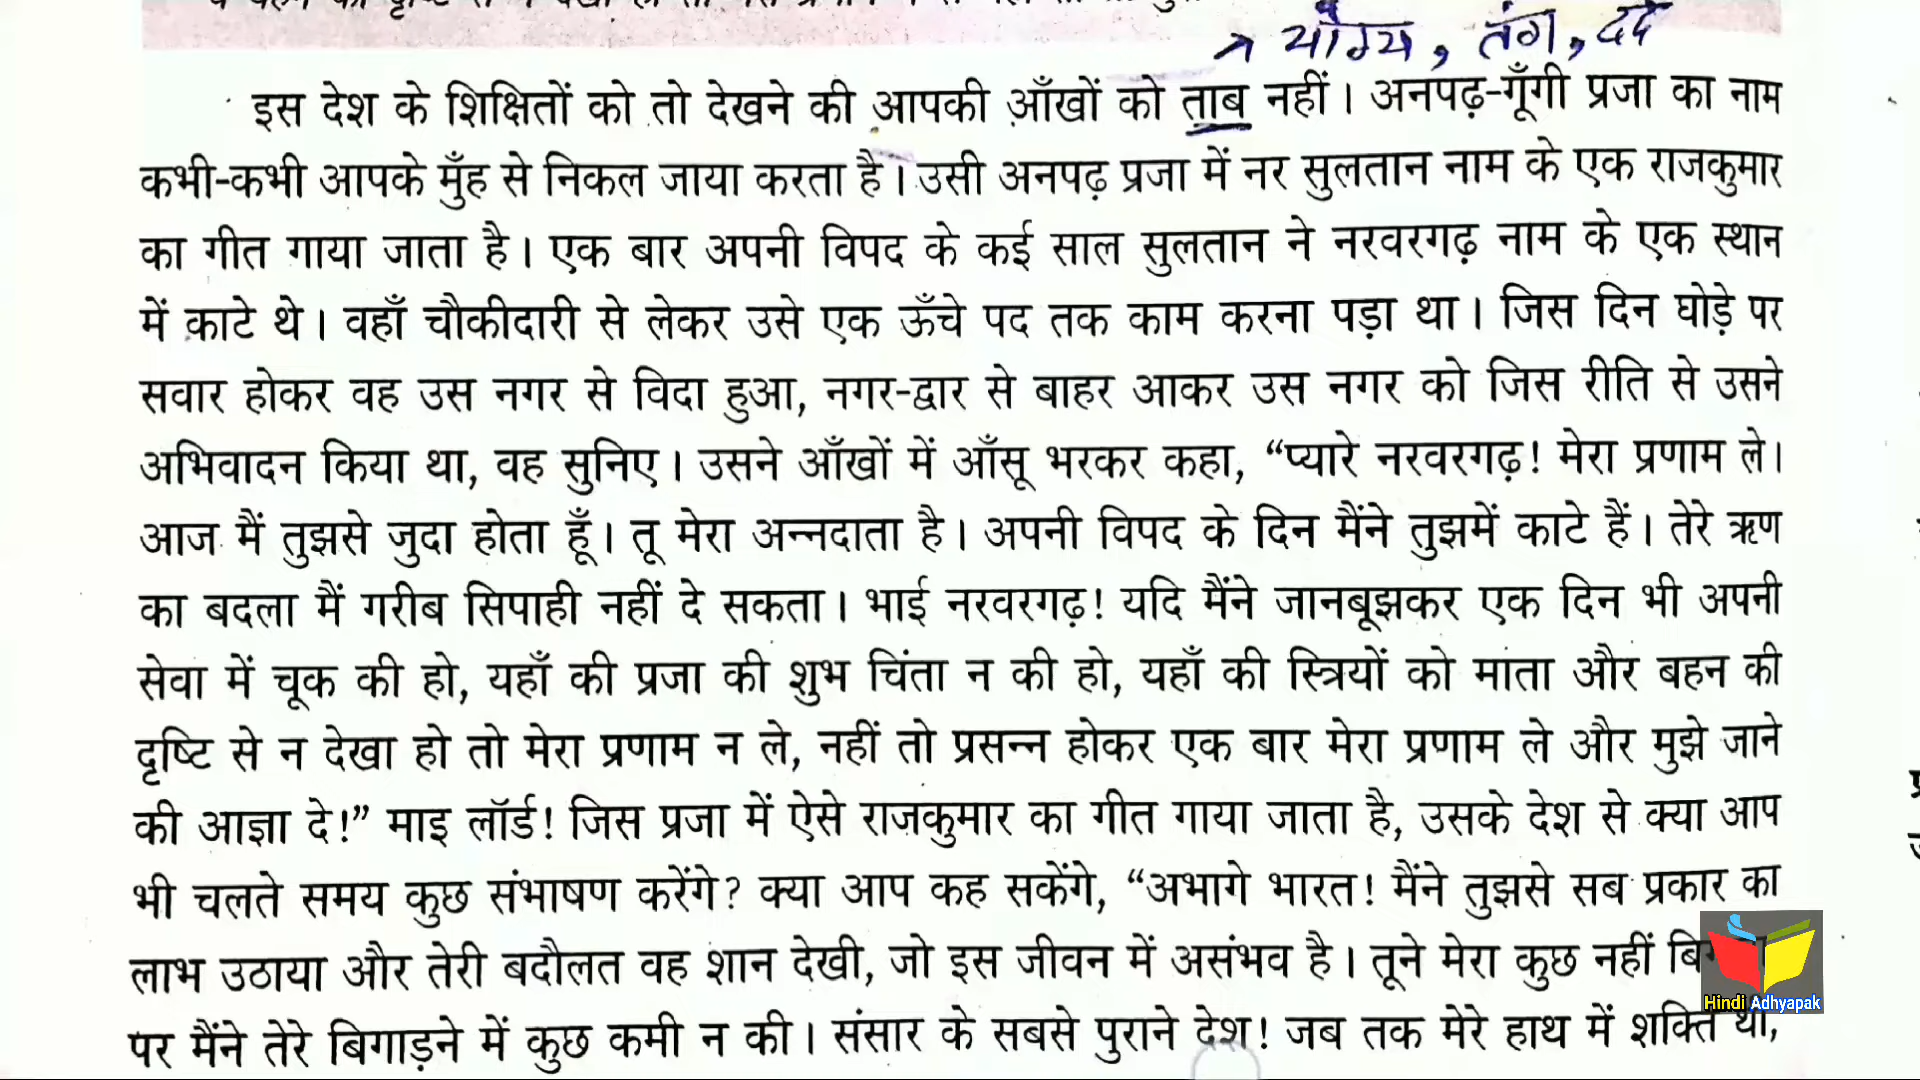 → योग्य, तंग, दर्द
इस देश के शिक्षितों को तो देखने की आपकी आँखों को ताब नहीं। अनपढ़-गूँगी प्रजा का नाम
कभी-कभी आपके मुँह से निकल जाया करता है। उसी अनपढ़ प्रजा में नर सुलतान नाम के एक राजकुमार
का गीत गाया जाता है। एक बार अपनी विपद के कई साल सुलतान ने नरवरगढ़ नाम के एक स्थान
में काटे थे। वहाँ चौकीदारी से लेकर उसे एक ऊँचे पद तक काम करना पड़ा था। जिस दिन घोड़े पर
सवार होकर वह उस नगर से विदा हुआ, नगर-द्वार से बाहर आकर उस नगर को जिस रीति से उसने
अभिवादन किया था, वह सुनिए। उसने आँखों में आँसू भरकर कहा, “प्यारे नरवरगढ़! मेरा प्रणाम ले।
आज मैं तुझसे जुदा होता हूँ। तू मेरा अन्नदाता है। अपनी विपद के दिन मैंने तुझमें काटे हैं। तेरे ऋण
का बदला मैं गरीब सिपाही नहीं दे सकता। भाई नरवरगढ़! यदि मैंने जानबूझकर एक दिन भी अपनी
सेवा में चूक की हो, यहाँ की प्रजा की शुभ चिंता न की हो, यहाँ की स्त्रियों को माता और बहन की
दृष्टि से न देखा हो तो मेरा प्रणाम न ले, नहीं तो प्रसन्न होकर एक बार मेरा प्रणाम ले और मुझे जाने
की आज्ञा दे!” माइ लॉर्ड! जिस प्रजा में ऐसे राजकुमार का गीत गाया जाता है, उसके देश से क्या आप
भी चलते समय कुछ संभाषण करेंगे? क्या आप कह सकेंगे, “अभागे भारत! मैंने तुझसे सब प्रकार का
लाभ उठाया और तेरी बदौलत वह शान देखी, जो इस जीवन में असंभव है। तूने मेरा कुछ नहीं
पर मैंने तेरे बिगाड़ने में कुछ कमी न की। संसार के सबसे पुराने देश! जब तक मेरे हाथ में शक्ति थी,
Hindi Adhyapak